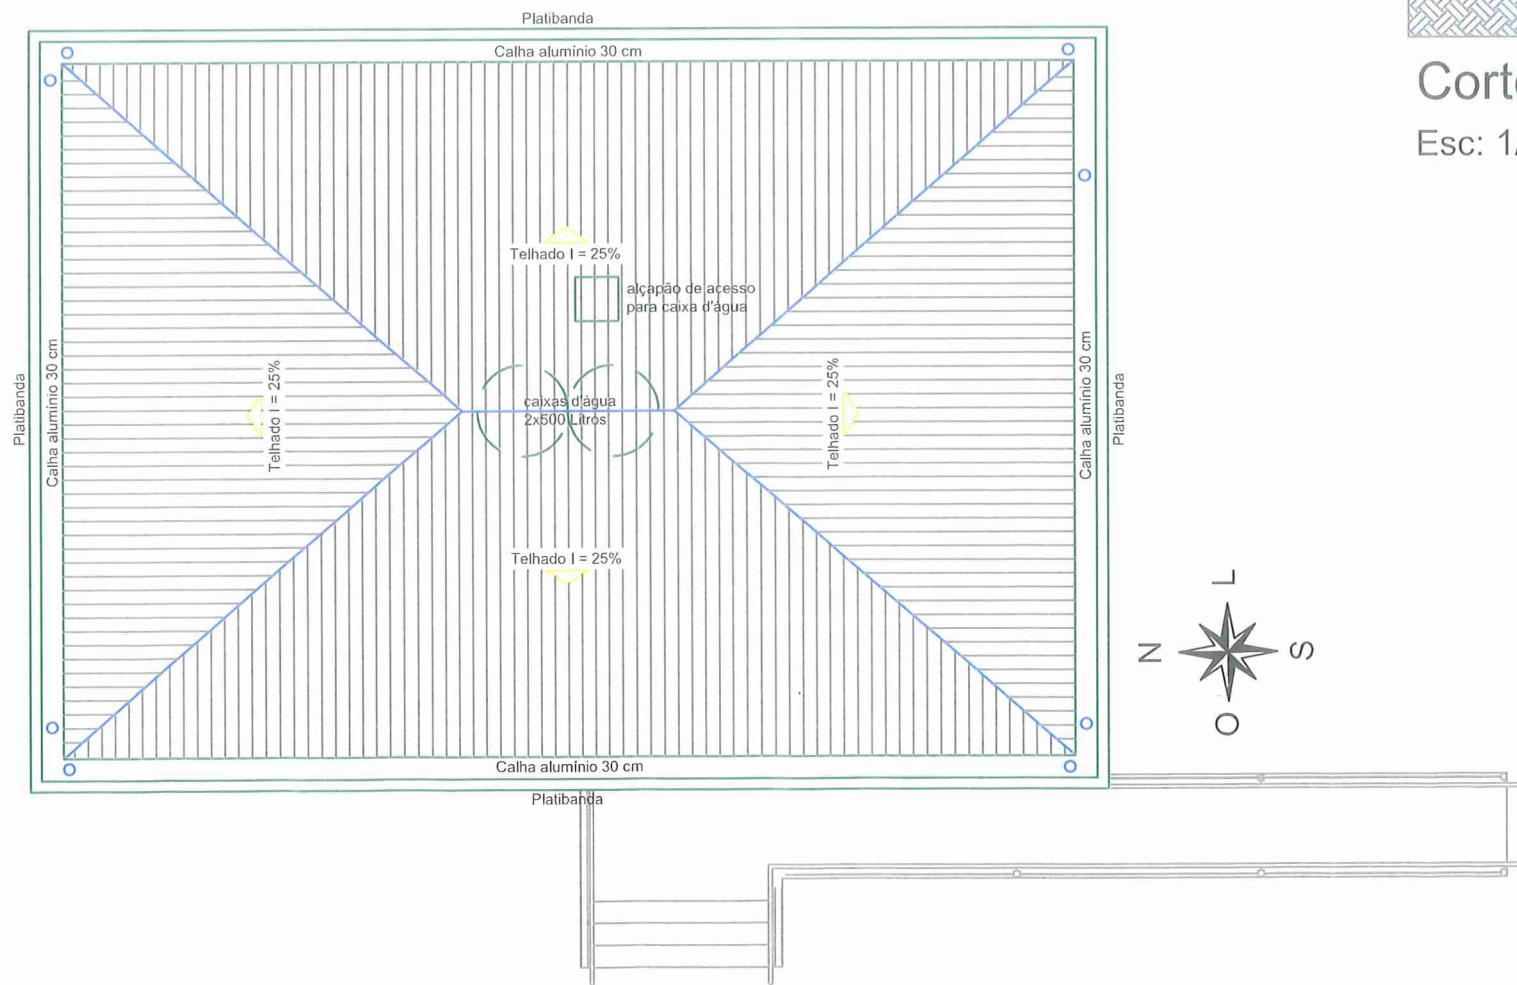 Platibanda
Calha alumínio 30 cm
Telhado I = 25%
alçapão de acesso
para caixa d'água
caixas d'água
2x500 Litros
Platibanda
Calha alumínio 30 cm
Telhado I = 25%
Telhado I = 25%
Calha alumínio 30 cm
Platibanda
Telhado I = 25%
Calha alumínio 30 cm
Platibanda
Esc: 1/
L
N
S
O